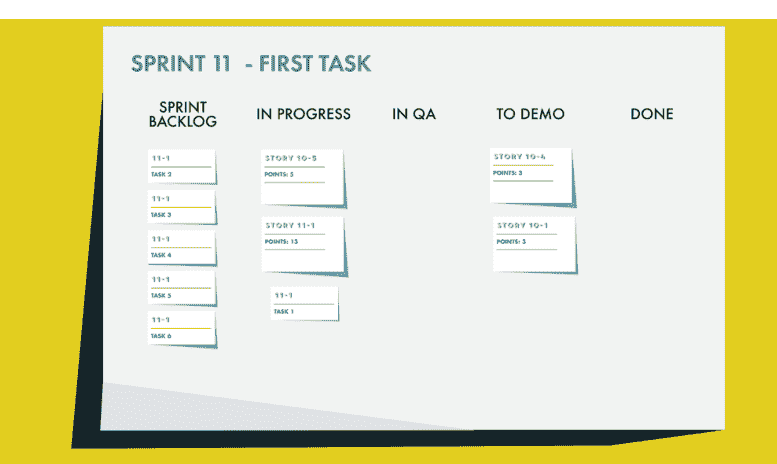 SPRINT 11 - FIRST TASK
SPRINT
BACKLOG
IN PROGRESS
IN QA
TO DEMO
DONE
11-1
TASK 2
11-1
TASK 3
11-1
TASK 4
11-1
TASK 5
11-1
TASK 6
STORY 10-5
POINTS: 5
STORY 11-1
POINTS: 13
11-1
TASK 1
STORY 10-4
POINTS: 3
STORY 10-1
POINTS: 3